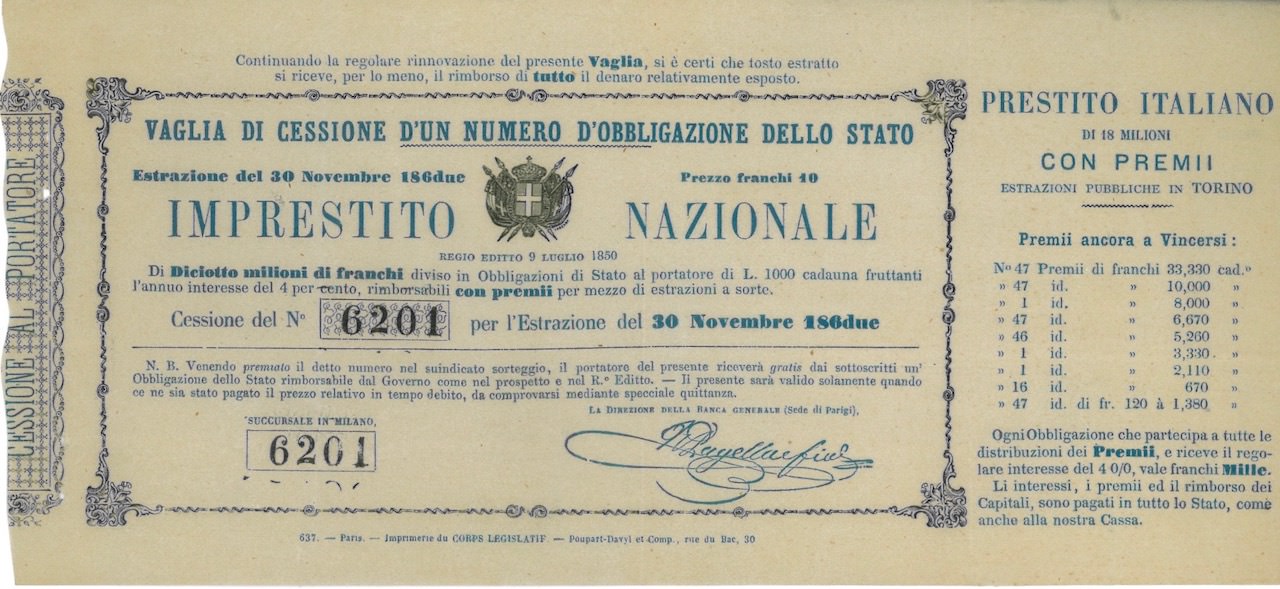 Continuando la regolare rinnovazione del presente Vaglia, si è certi che tosto estratto
si riceve, per lo meno, il rimborso di tutto il denaro relativamente esposto.
CESSIONE AL PORTATORE
VAGLIA DI CESSIONE D'UN NUMERO D'OBBLIGAZIONE DELLO STATO
Estrazione del 30 Novembre 186due
Prezzo franchi 10
IMPRESTITO NAZIONALE
REGIO EDITTO 9 LUGLIO 1850
Di Diciotto milioni di franchi diviso in Obbligazioni di Stato al portatore di L. 1000 cadauna fruttanti
l'annuo interesse del 4 per cento, rimborsabili con premii per mezzo di estrazioni a sorte.
Cessione del Nº 6201 per l'Estrazione del 30 Novembre 186due
N. B. Venendo premiato il detto numero nel suindicato sorteggio, il portatore del presente riceverà gratis dai sottoscritti un'
Obbligazione dello Stato rimborsabile dal Governo come nel prospetto e nel R.º Editto. — Il presente sarà valido solamente quando
ce ne sia stato pagato il prezzo relativo in tempo debito, da comprovarsi mediante specciale quittanza.
LA DIREZIONE DELLA BANCA GENERALE (Sede di Parigi),
SUCCURSALE IN MILANO,
6201
637. — Paris. — Imprimerie du CORPS LÉGISLATIF. — Poupart-Davyl et Comp., rue du Bac, 30
PRESTITO ITALIANO
DI 18 MILIONI
CON PREMII
ESTRAZIONI PUBBLICHE IN TORINO
Premii ancora a Vincersi :
Nº 47 Premii di franchi 33,330 cad.º
» 47 id. » 10,000 »
» 1 id. » 8,000 »
» 47 id. » 6,670 »
» 46 id. » 5,260 »
» 1 id. » 3,330 »
» 1 id. » 2,110 »
» 16 id. » 670 »
» 47 id. di fr. 120 à 1,380 »
Ogni Obbligazione che partecipa a tutte le
distribuzioni dei Premii, e riceve il rego-
lare interesse del 4 0/0, vale franchi Mille.
Li interessi, i premii ed il rimborso dei
Capitali, sono pagati in tutto lo Stato, come
anche alla nostra Cassa.